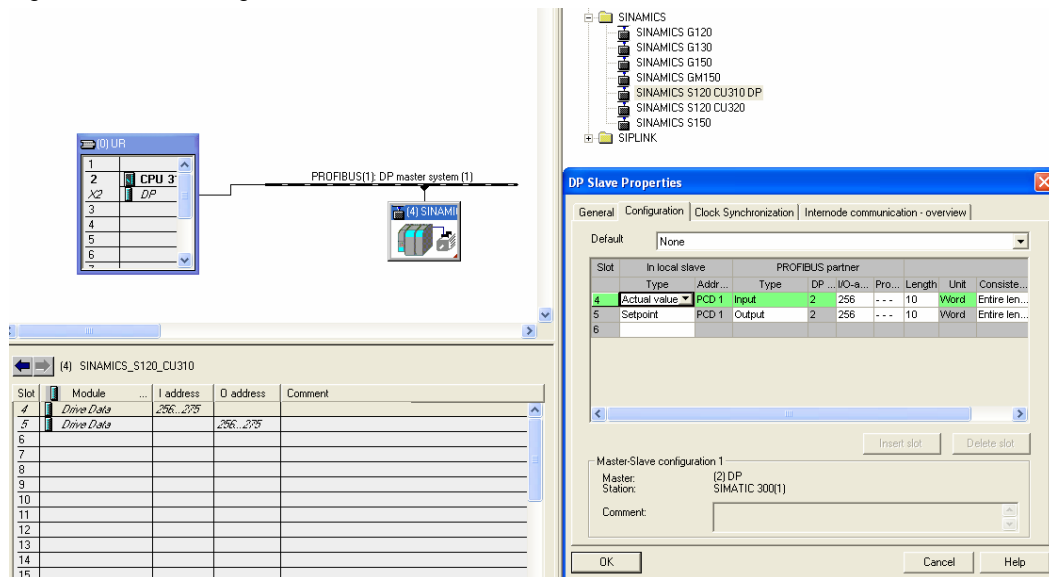 SINAMICS
SINAMICS G120
SINAMICS G130
SINAMICS G150
SINAMICS GM150
SINAMICS S120 CU310 DP
SINAMICS S120 CU320
SINAMICS S150
SIPLINK
(0) UR
1
2 CPU 3
X2 DP
3
4
5
6
PROFIBUS(1): DP master system (1)
(4) SINAMI
(4) SINAMICS_S120_CU310
Slot Module ... I address O address Comment
4 Drive Data 256...275
5 Drive Data 256...275
6
7
8
9
10
11
12
13
14
15
DP Slave Properties
General Configuration Clock Synchronization Internode communication - overview
Default None
Slot In local slave PROFIBUS partner
Type Addr... Type DP ... I/O-a... Pro... Length Unit Consiste...
4 Actual value PCD 1 Input 2 256 --- 10 Word Entire len...
5 Setpoint PCD 1 Output 2 256 --- 10 Word Entire len...
6
Insert slot Delete slot
Master-Slave configuration 1
Master: (2) DP
Station: SIMATIC 300(1)
Comment:
OK Cancel Help